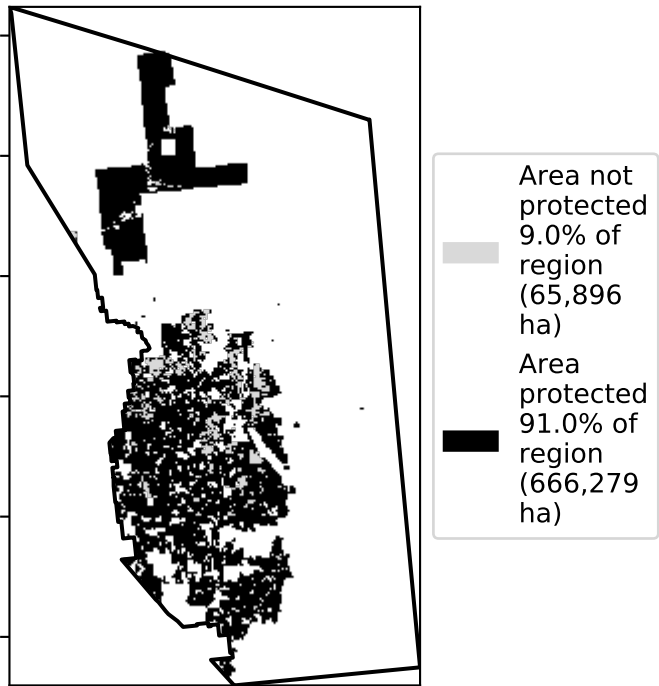 Area not
protected
9.0% of
region
(65,896
ha)
Area
protected
91.0% of
region
(666,279
ha)